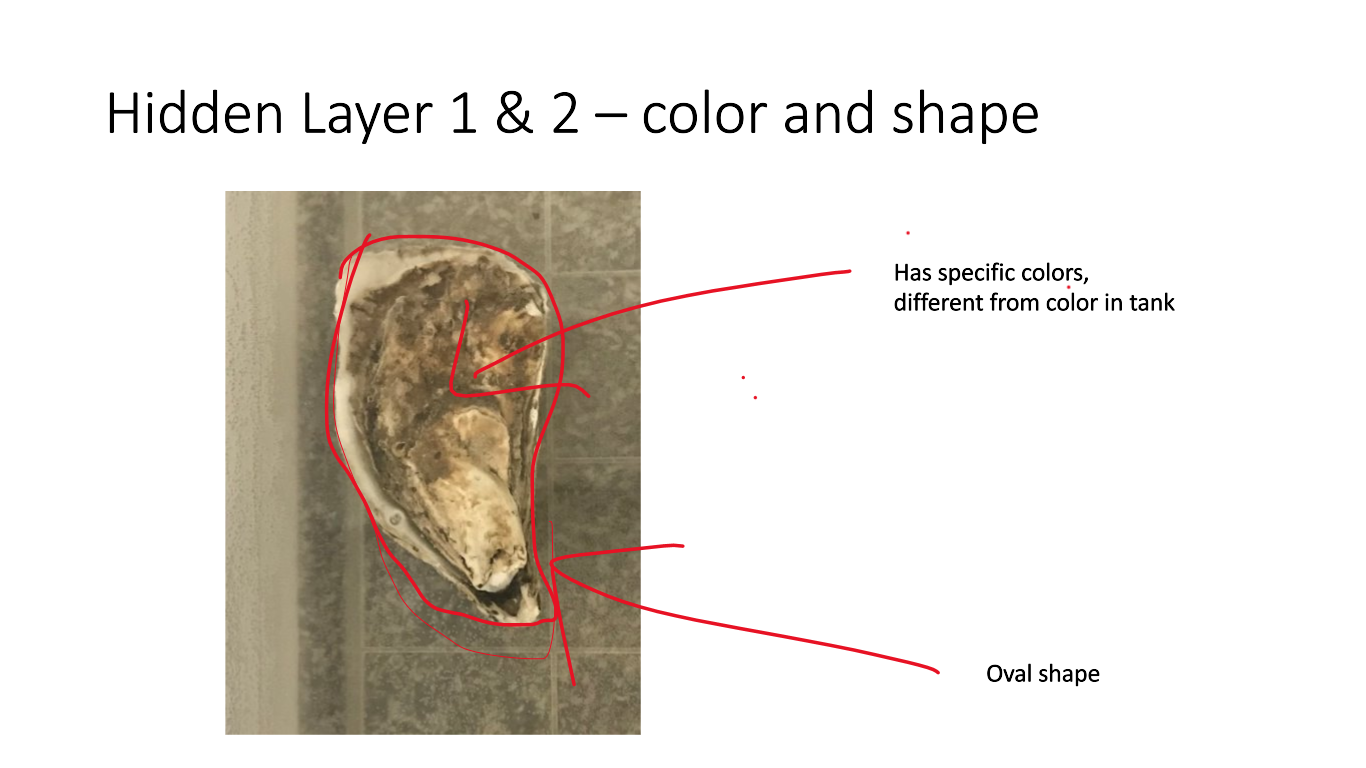 Hidden Layer 1 & 2 – color and shape
Has specific colors,
different from color in tank
Oval shape